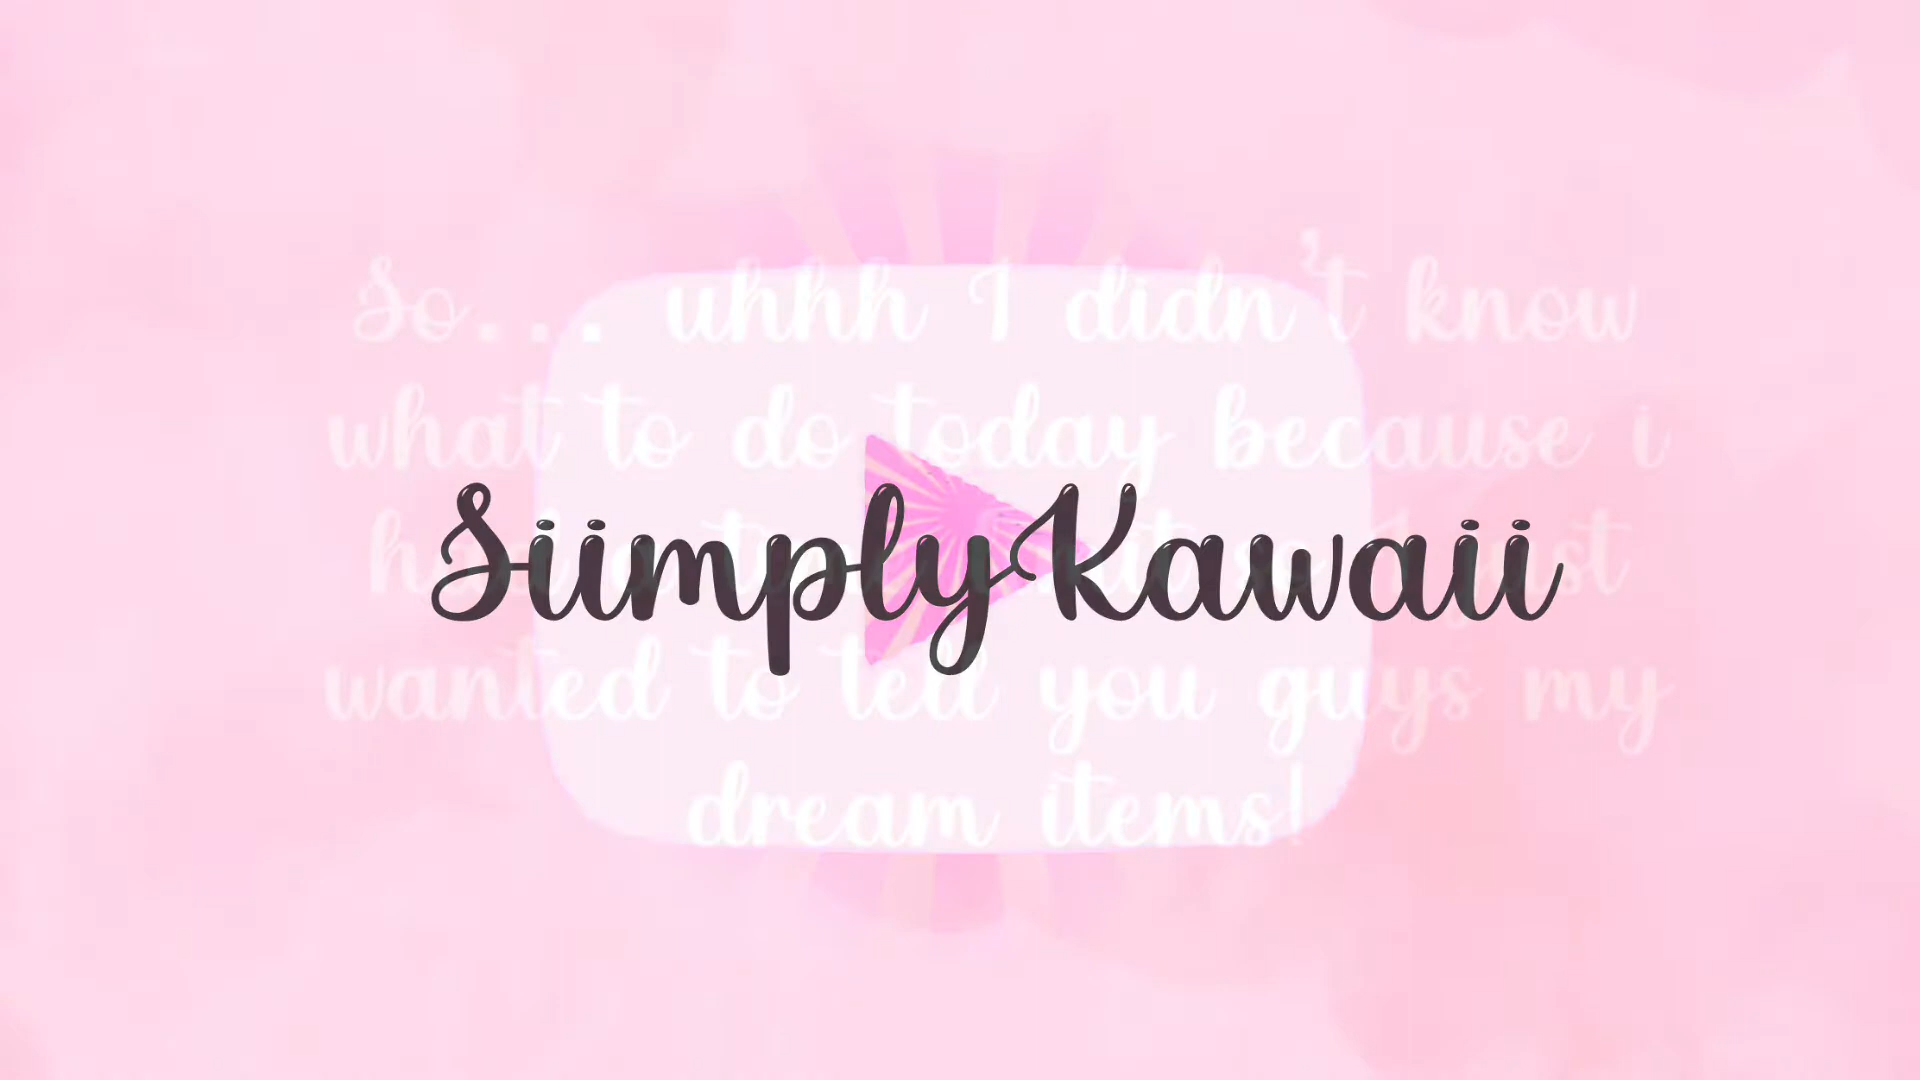 So... uhhh I didn't know
what to do today because i
SiimplyKawaii
wanted to tell you guys my
dream items!